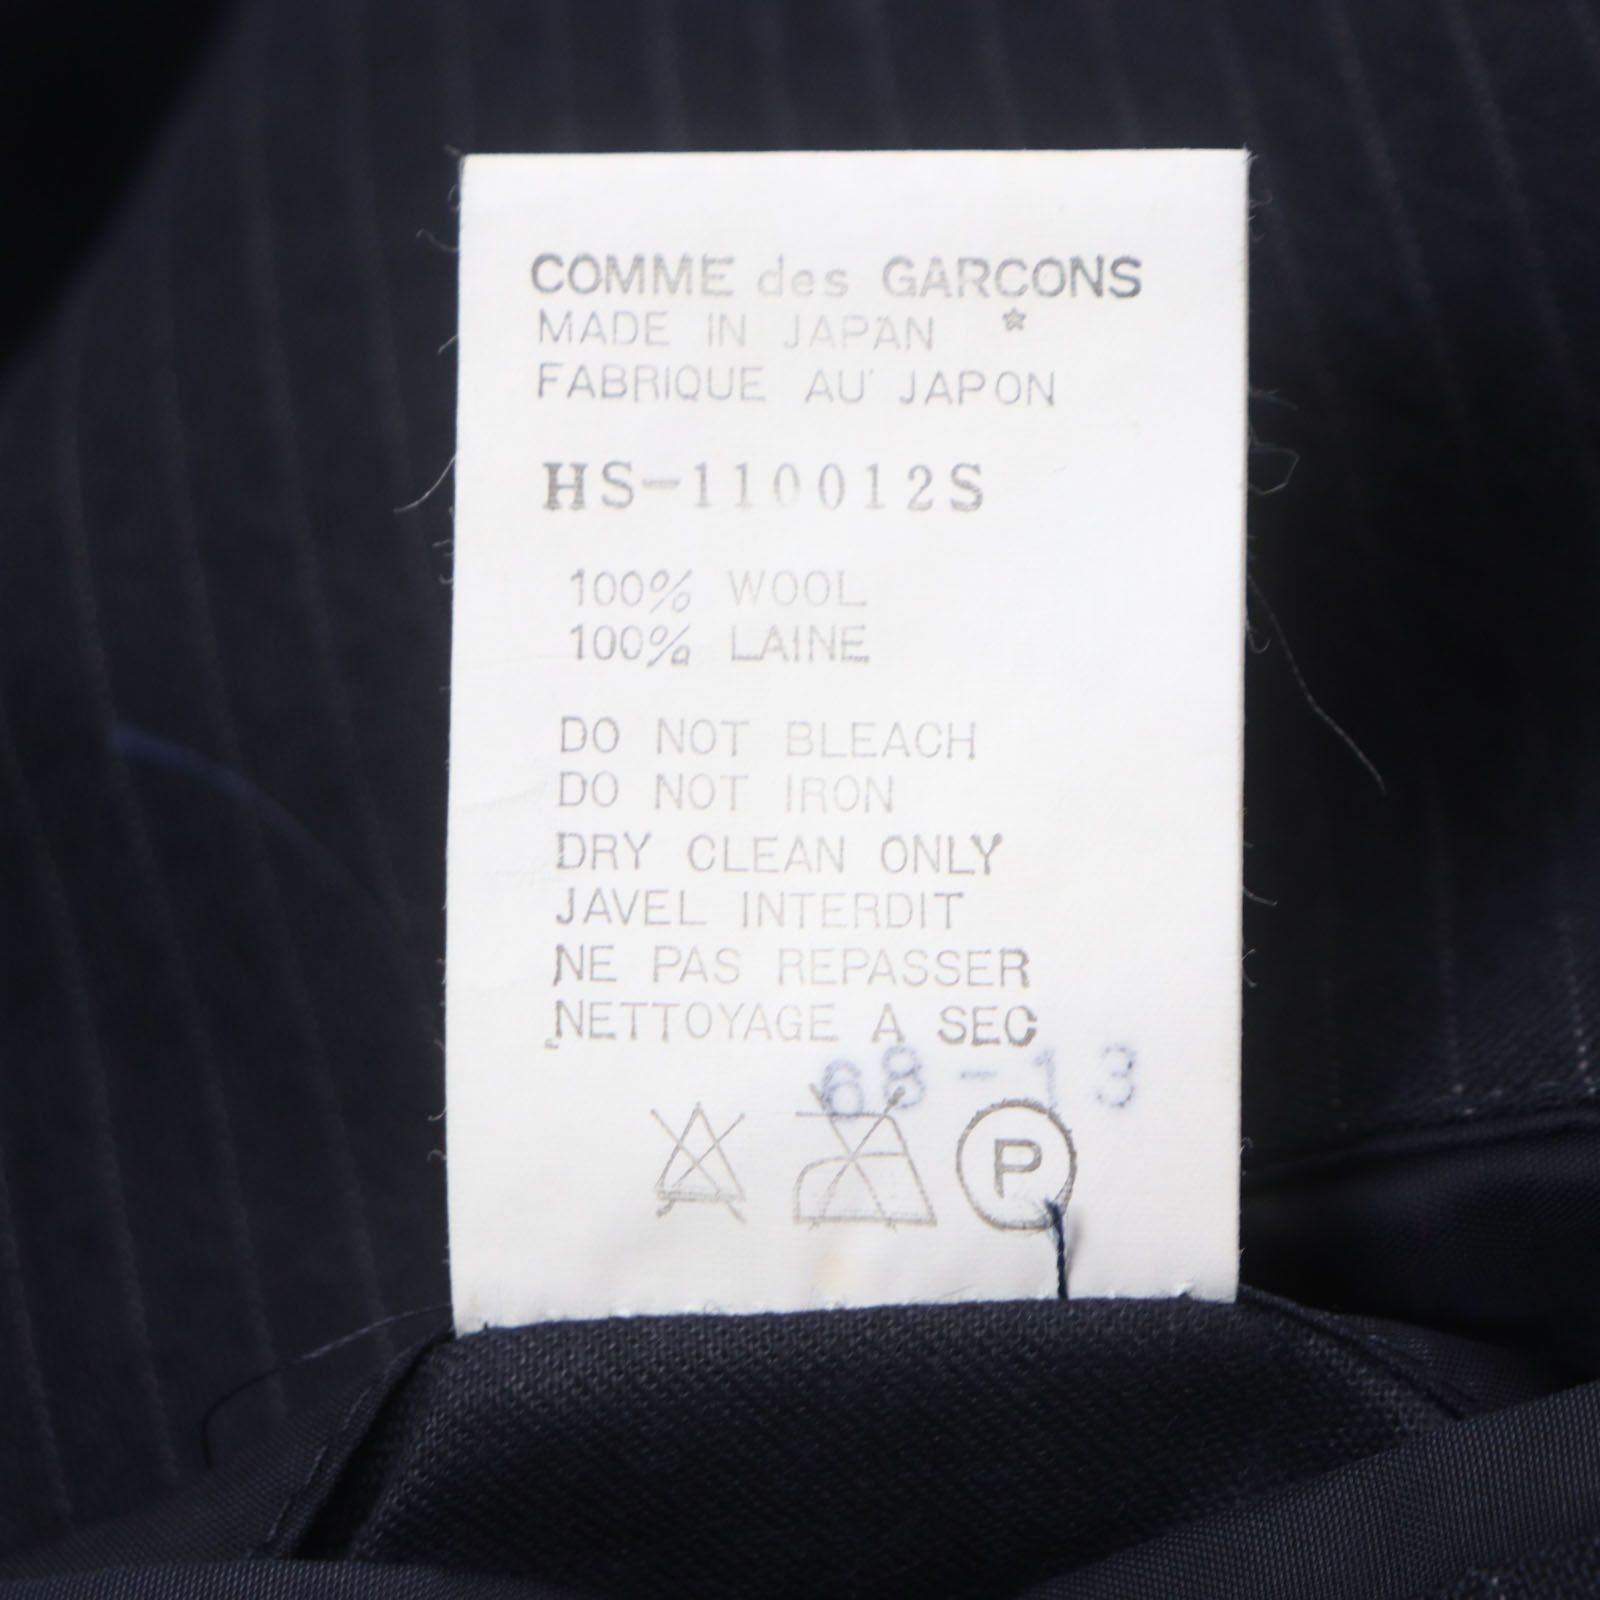 COMME des GARCONS
MADE IN JAPAN *
FABRIQUE AU JAPON
HS-110012S
100% WOOL
100% LAINE
DO NOT BLEACH
DO NOT IRON
DRY CLEAN ONLY
JAVEL INTERDIT
NE PAS REPASSER
NETTOYAGE A SEC
68-13
P